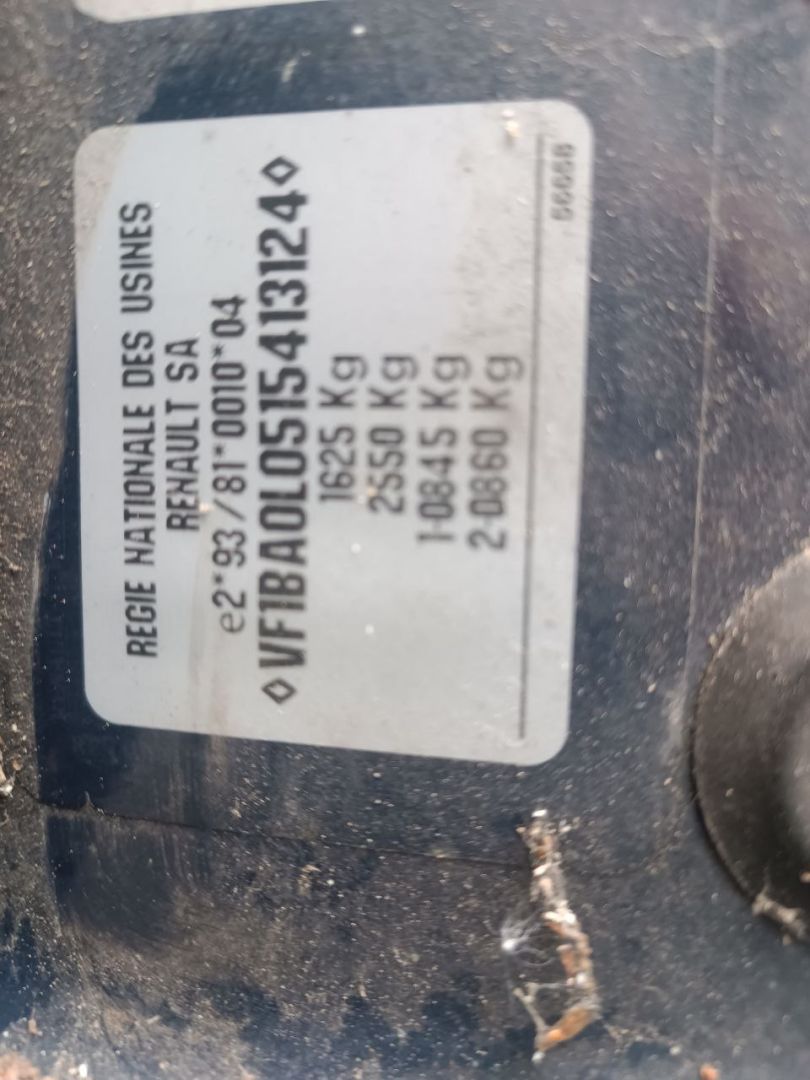 REGIE NATIONALE DES USINES
RENAULT SA
e2*93/81*0010*04
◇VF1BA0L0515413124◇
1625 Kg
2550 Kg
1-0845 Kg
2-0860 Kg